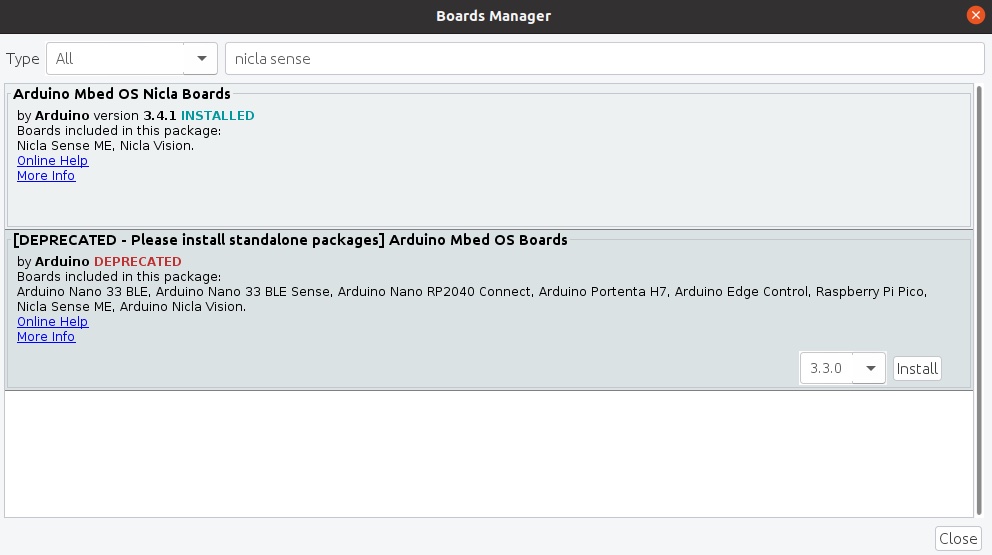 Boards Manager
Type All nicla sense
Arduino Mbed OS Nicla Boards
by Arduino version 3.4.1 INSTALLED
Boards included in this package:
Nicla Sense ME, Nicla Vision.
Online Help
More Info
[DEPRECATED - Please install standalone packages] Arduino Mbed OS Boards
by Arduino DEPRECATED
Boards included in this package:
Arduino Nano 33 BLE, Arduino Nano 33 BLE Sense, Arduino Nano RP2040 Connect, Arduino Portenta H7, Arduino Edge Control, Raspberry Pi Pico,
Nicla Sense ME, Arduino Nicla Vision.
Online Help
More Info
3.3.0 Install
Close